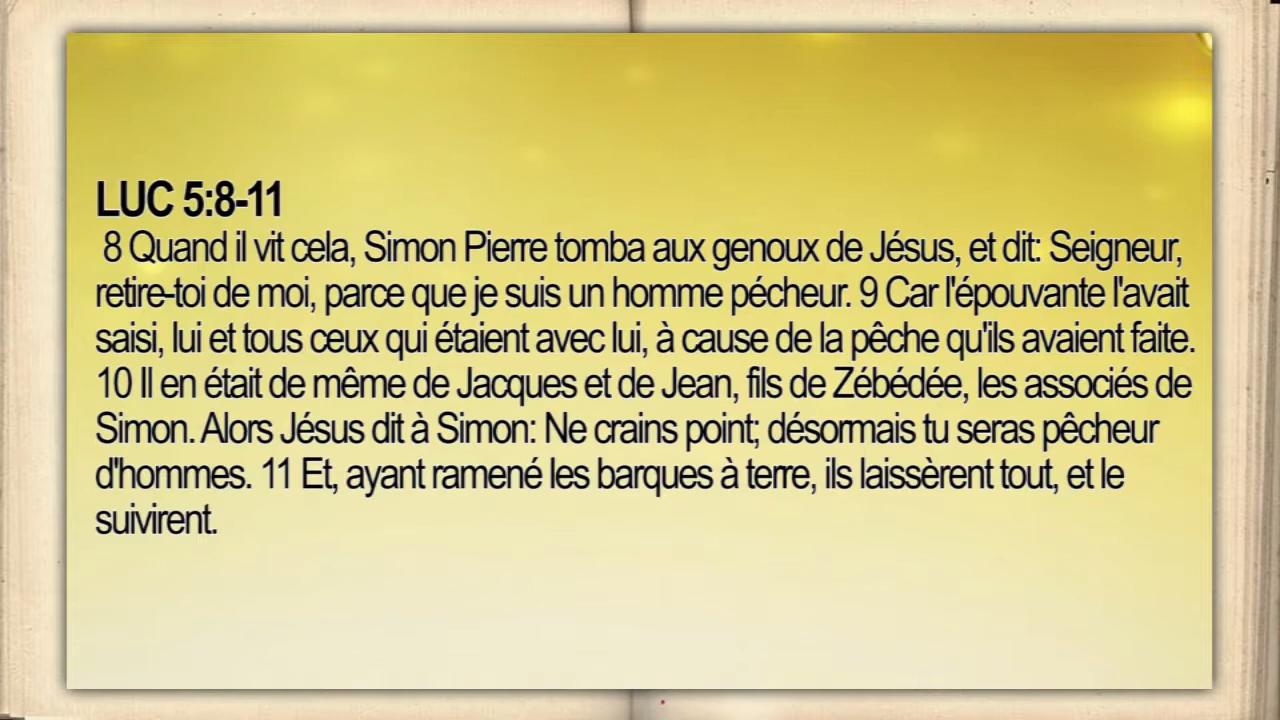 LUC 5:8-11
8 Quand il vit cela, Simon Pierre tomba aux genoux de Jésus, et dit: Seigneur,
retire-toi de moi, parce que je suis un homme pécheur. 9 Car l'épouvante l'avait
saisi, lui et tous ceux qui étaient avec lui, à cause de la pêche qu'ils avaient faite.
10 Il en était de même de Jacques et de Jean, fils de Zébédée, les associés de
Simon. Alors Jésus dit à Simon: Ne crains point; désormais tu seras pêcheur
d'hommes. 11 Et, ayant ramené les barques à terre, ils laissèrent tout, et le
suivirent.